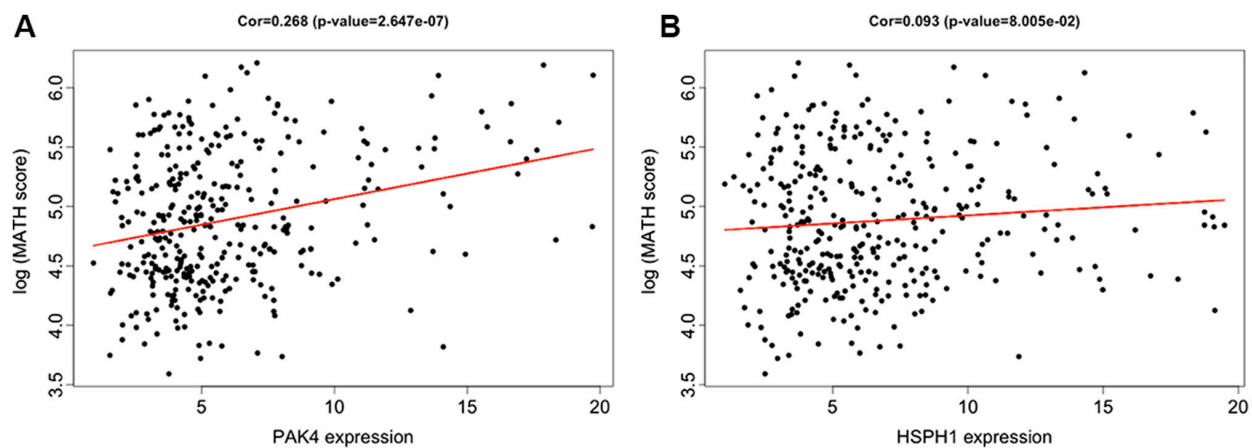 A
Cor=0.268 (p-value=2.647e-07)
log (MATH score)
6.0
5.5
5.0
4.5
4.0
3.5
5
10
15
20
PAK4 expression
B
Cor=0.093 (p-value=8.005e-02)
log (MATH score)
6.0
5.5
5.0
4.5
4.0
3.5
5
10
15
20
HSPH1 expression